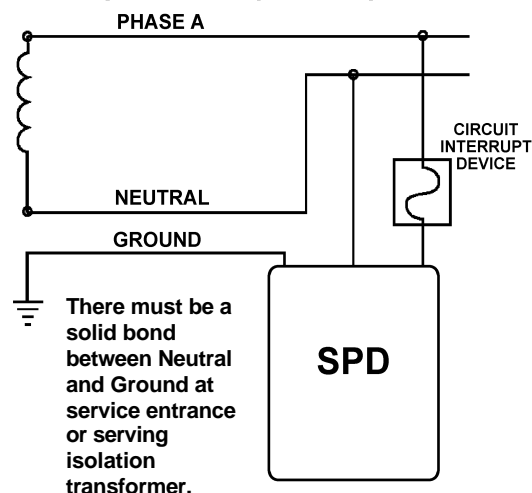 PHASE A
CIRCUIT
INTERRUPT
DEVICE
NEUTRAL
GROUND
There must be a
solid bond
between Neutral
and Ground at
service entrance
or serving
isolation
transformer.
SPD